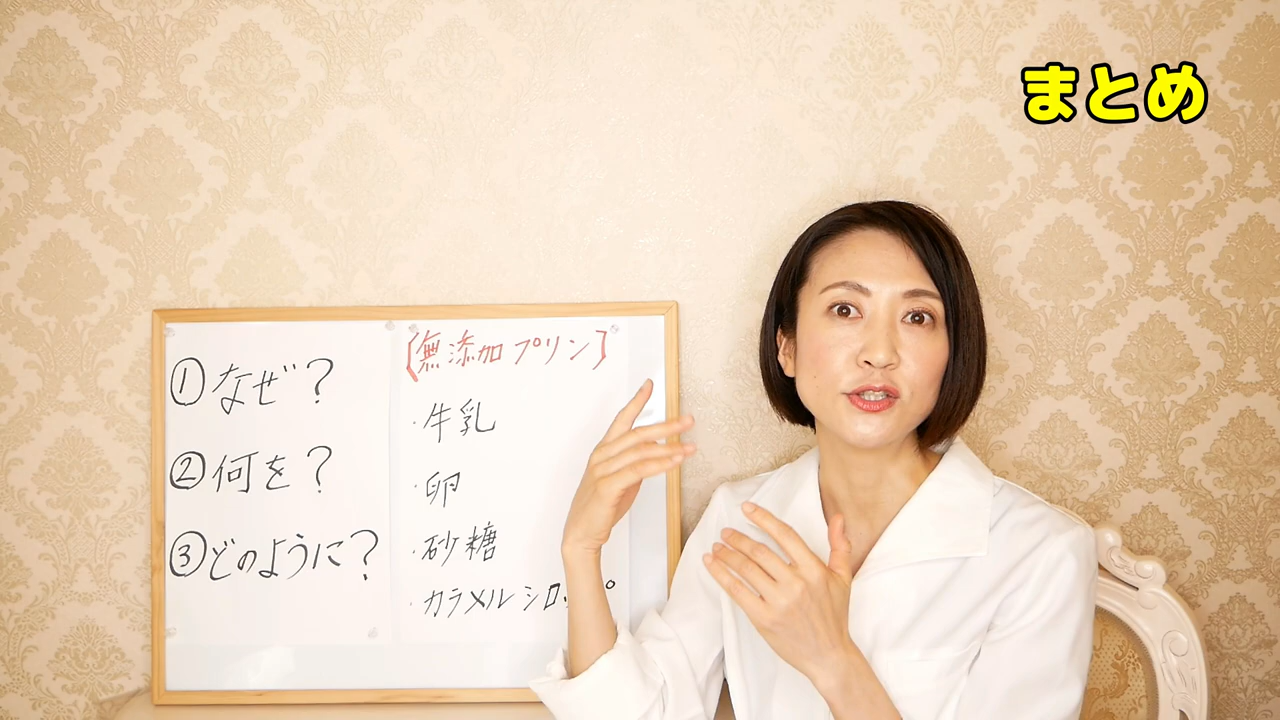 まとめ
①なぜ?
②何を?
③どのように?
[無添加プリン]
・牛乳
・卵
・砂糖
・カラメルシロップ